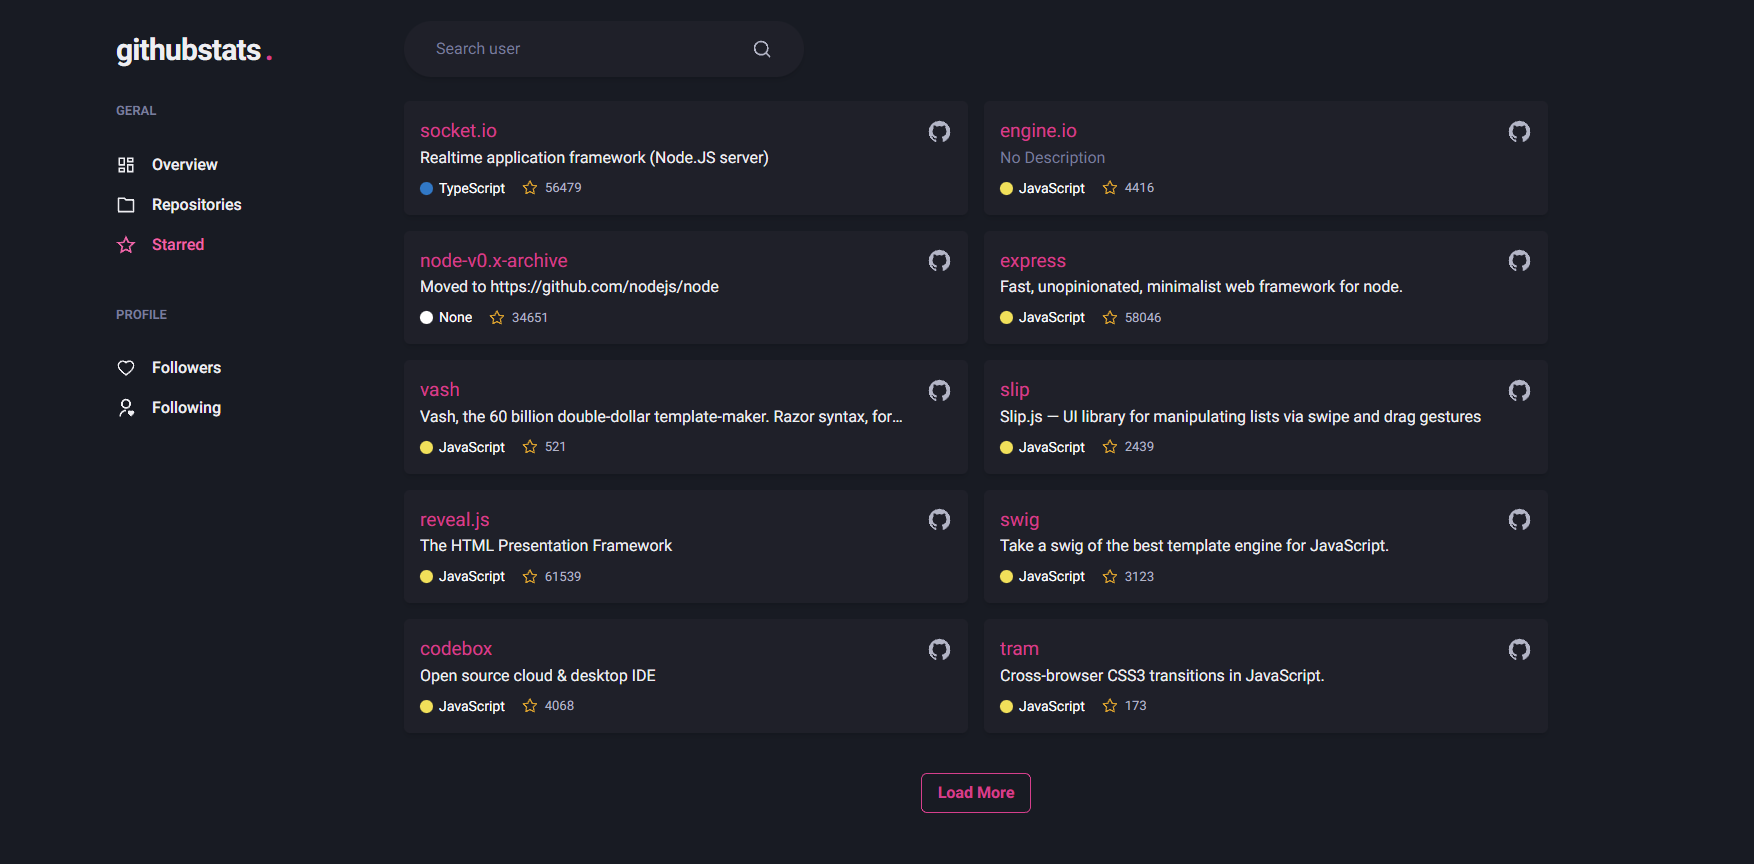 githubstats.
Search user
GERAL
Overview
Repositories
Starred
PROFILE
Followers
Following
socket.io
Realtime application framework (Node.JS server)
TypeScript 56479
engine.io
No Description
JavaScript 4416
node-v0.x-archive
Moved to https://github.com/nodejs/node
None 34651
express
Fast, unopinionated, minimalist web framework for node.
JavaScript 58046
vash
Vash, the 60 billion double-dollar template-maker. Razor syntax, for...
JavaScript 521
slip
Slip.js — UI library for manipulating lists via swipe and drag gestures
JavaScript 2439
reveal.js
The HTML Presentation Framework
JavaScript 61539
swig
Take a swig of the best template engine for JavaScript.
JavaScript 3123
codebox
Open source cloud & desktop IDE
JavaScript 4068
tram
Cross-browser CSS3 transitions in JavaScript.
JavaScript 173
Load More